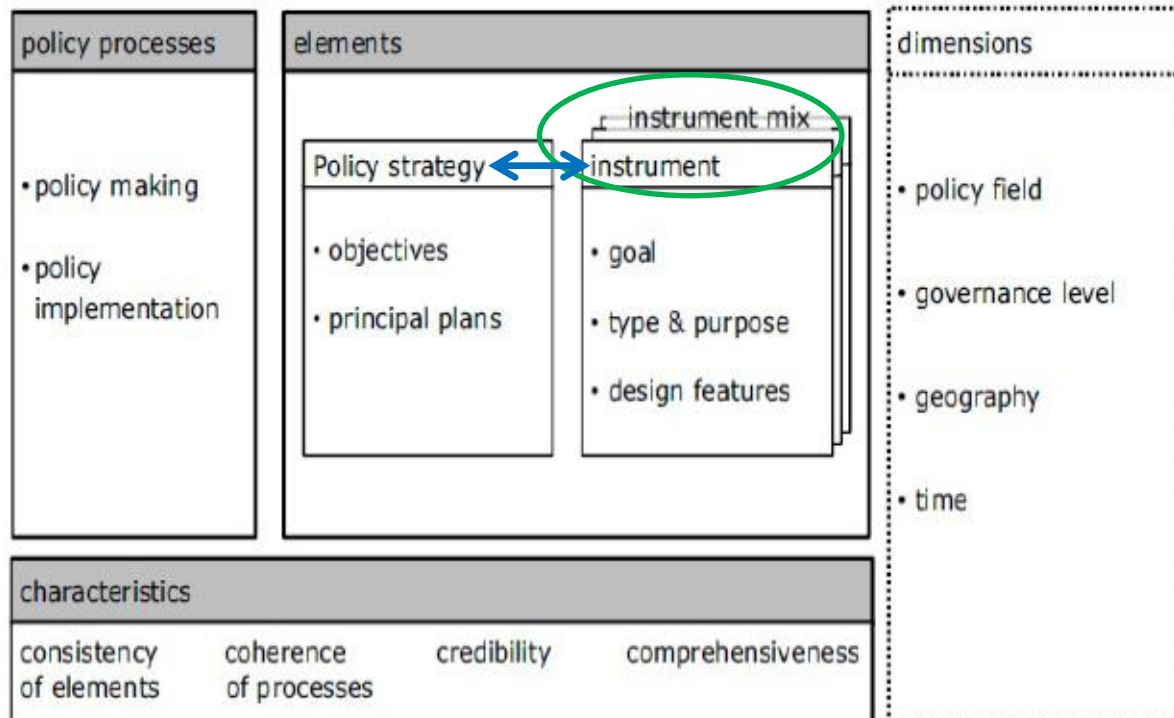 policy processes
• policy making
• policy
implementation
elements
Policy strategy
• objectives
• principal plans
instrument mix
instrument
• goal
• type & purpose
• design features
dimensions
• policy field
• governance level
• geography
• time
characteristics
consistency
of elements
coherence
of processes
credibility
comprehensiveness